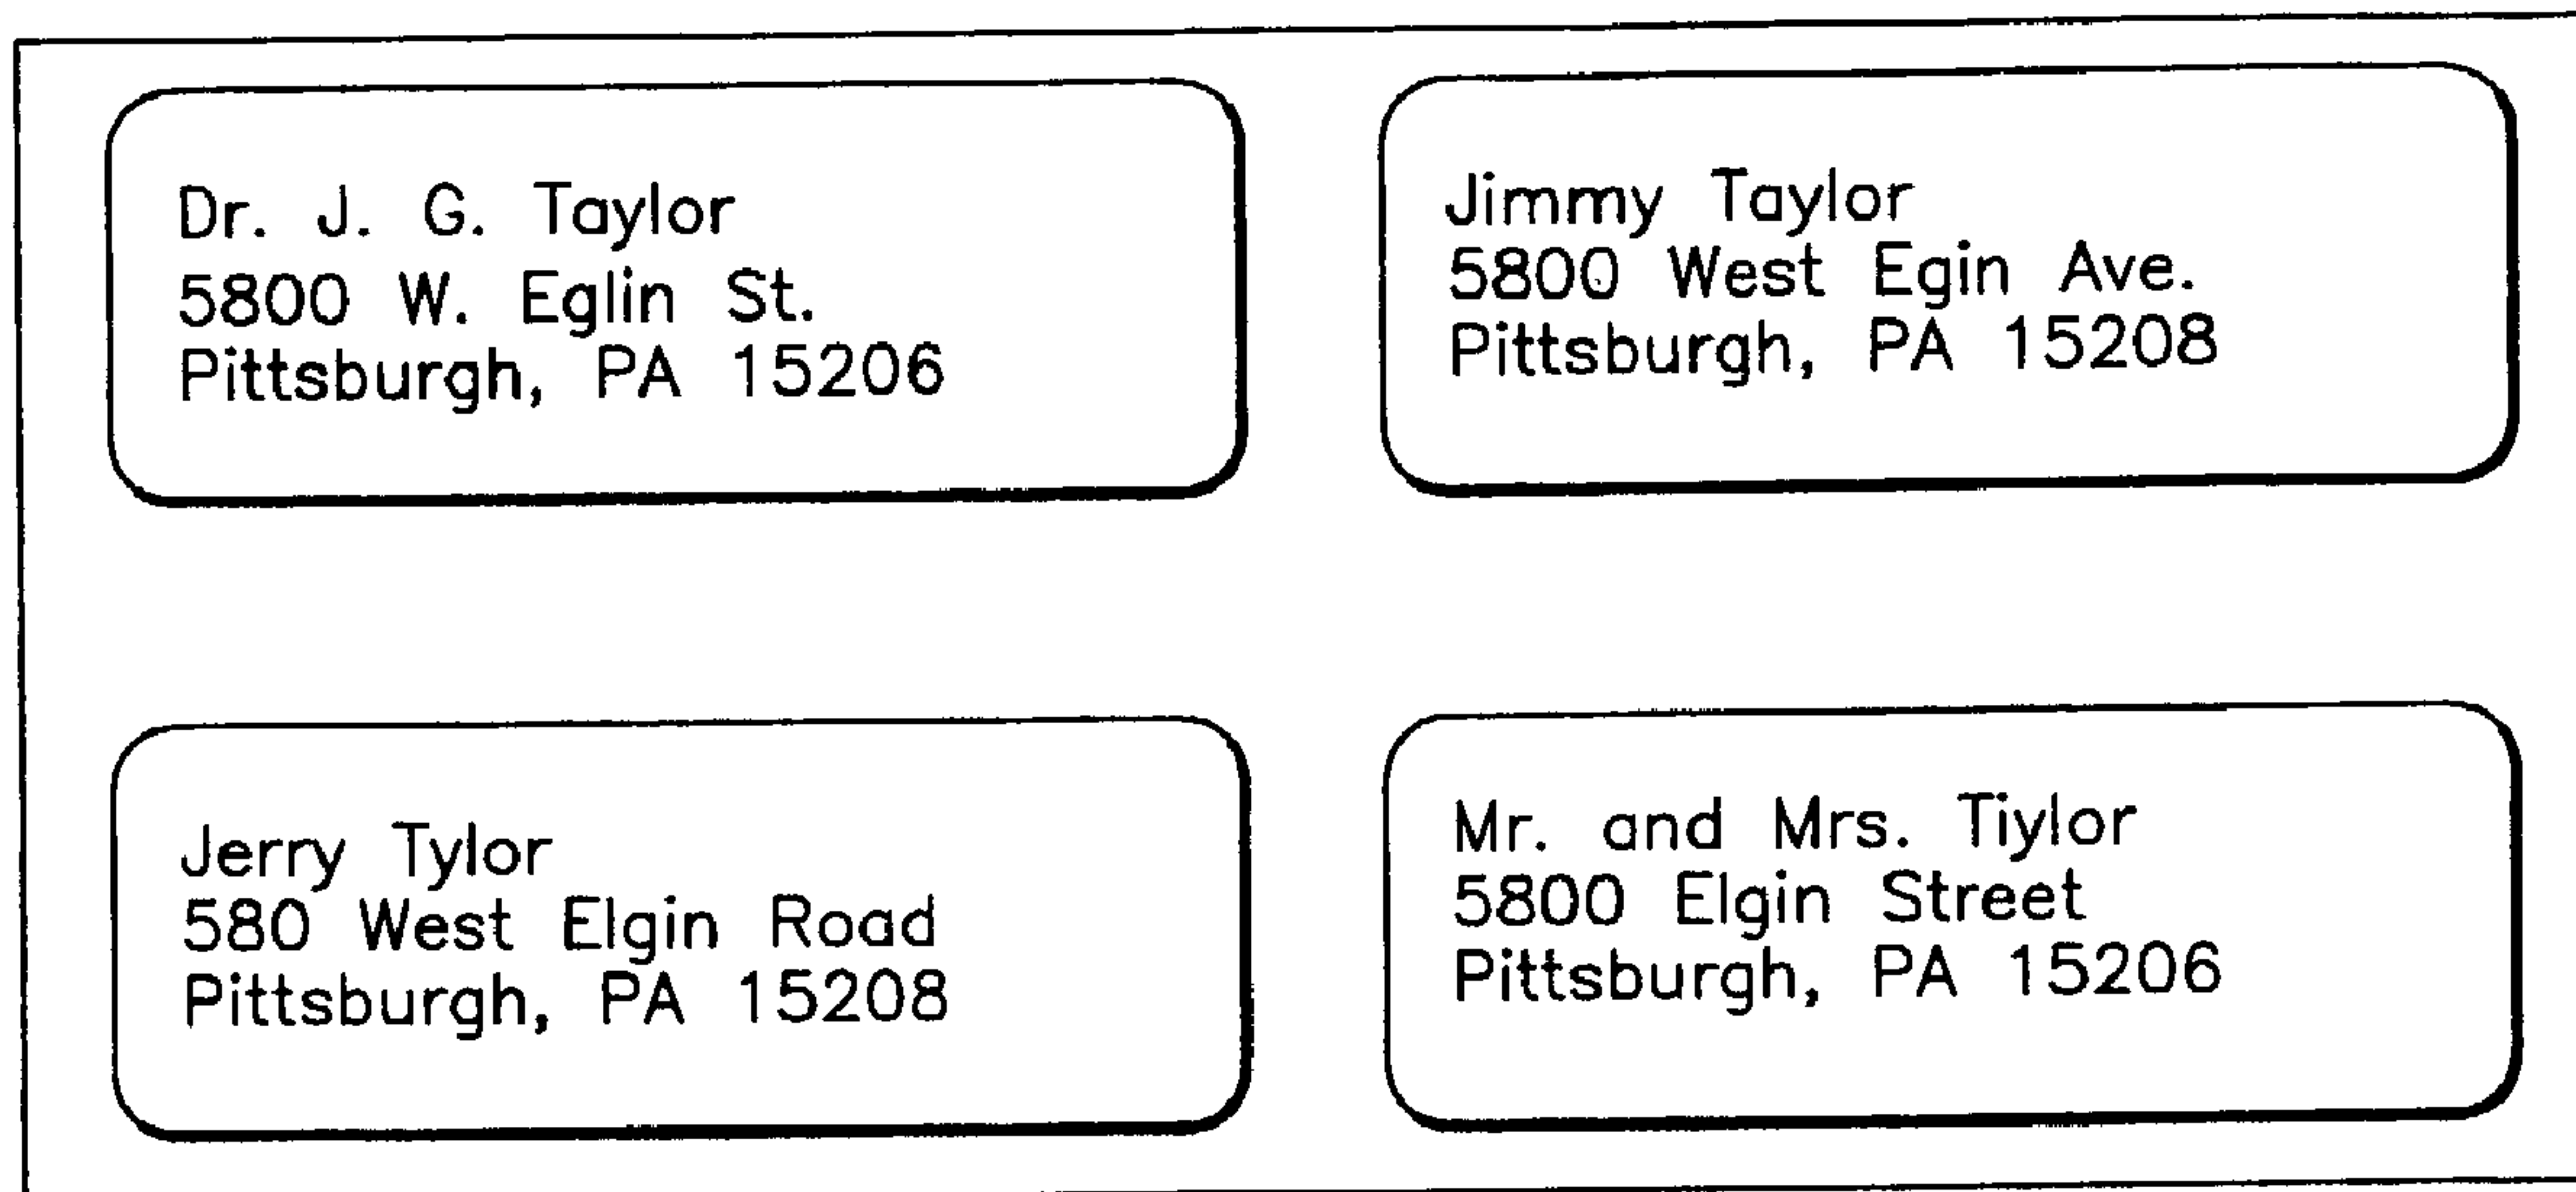 Dr. J. G. Taylor
5800 W. Eglin St.
Pittsburgh, PA 15206
Jimmy Taylor
5800 West Egin Ave.
Pittsburgh, PA 15208
Jerry Tylor
580 West Elgin Road
Pittsburgh, PA 15208
Mr. and Mrs. Tiylor
5800 Elgin Street
Pittsburgh, PA 15206